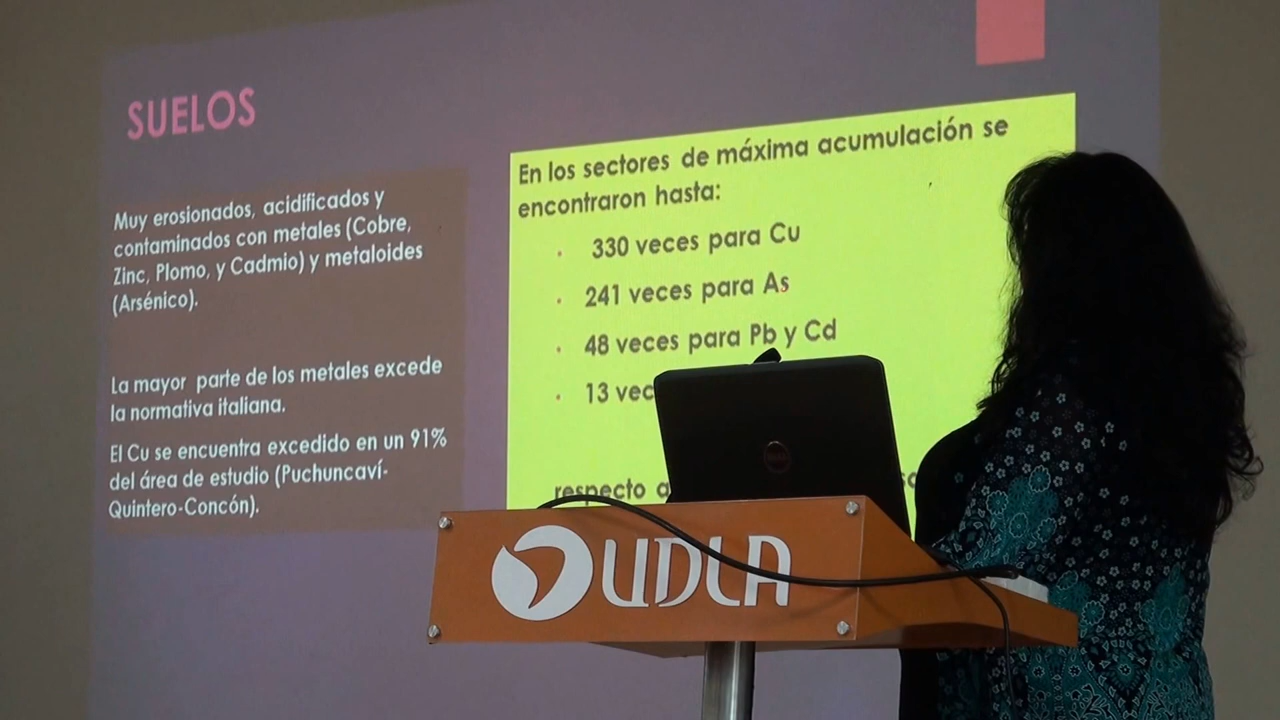 SUELOS
Muy erosionados, acidificados y
contaminados con metales (Cobre,
Zinc, Plomo, y Cadmio) y metaloides
(Arsénico).
La mayor parte de los metales excede
la normativa italiana.
El Cu se encuentra excedido en un 91%
del área de estudio (Puchuncaví-
Quintero-Concón).
En los sectores de máxima acumulación se
encontraron hasta:
330 veces para Cu
241 veces para As
48 veces para Pb y Cd
13
respecto
UDLA